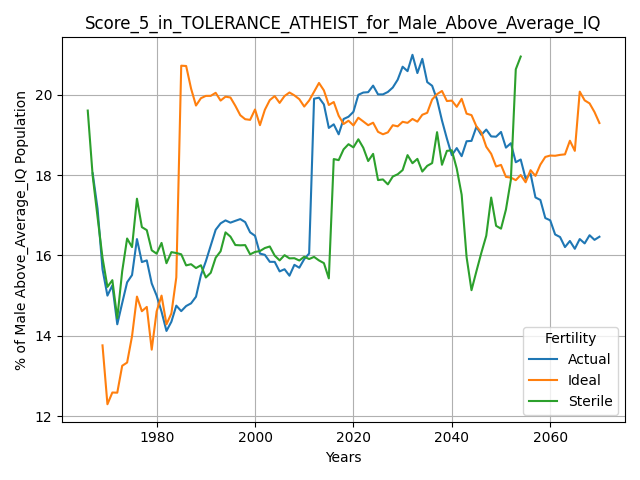 Score_5_in_TOLERANCE_ATHEIST_for_Male_Above_Average_IQ
% of Male Above_Average_IQ Population
20
18
16
14
12
1980
2000
2020
2040
2060
Years
Fertility
Actual
Ideal
Sterile